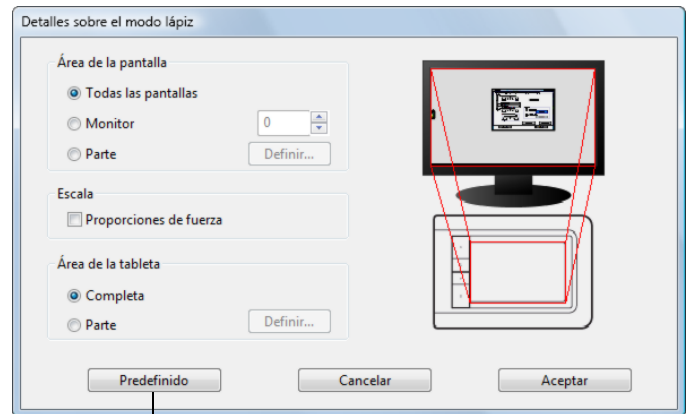 Detalles sobre el modo lápiz
Área de la pantalla
Todas las pantallas
Monitor
0
Parte
Definir...
Escala
Proporciones de fuerza
Área de la tableta
Completa
Parte
Definir...
Predefinido
Cancelar
Aceptar